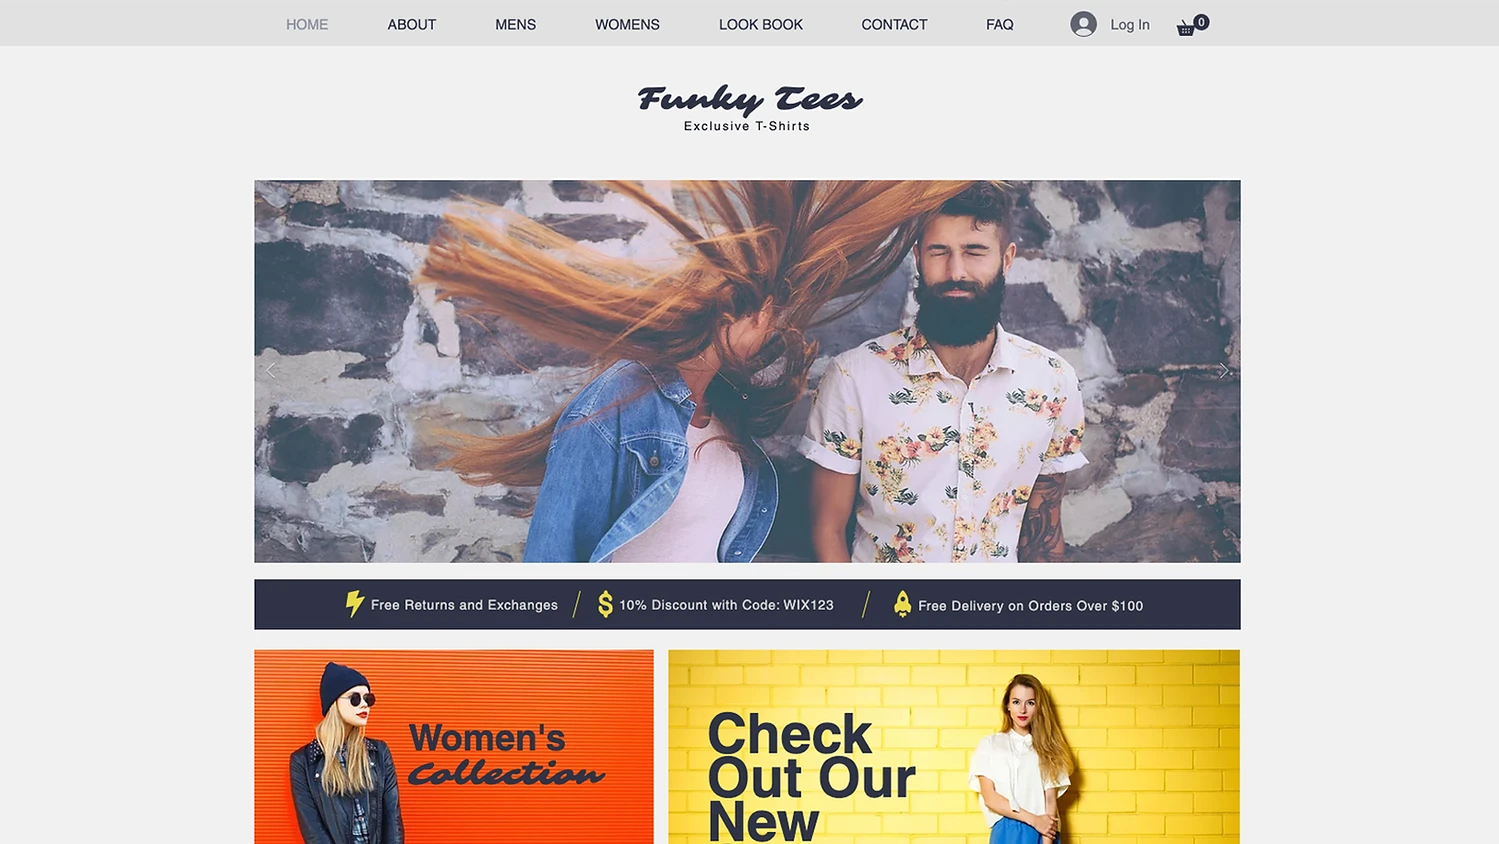 HOME ABOUT MENS WOMENS LOOK BOOK CONTACT FAQ Log In 0
Funky Tees
Exclusive T-Shirts
Free Returns and Exchanges 10% Discount with Code: WIX123 Free Delivery on Orders Over $100
Women's
Collection
Check
Out Our
New